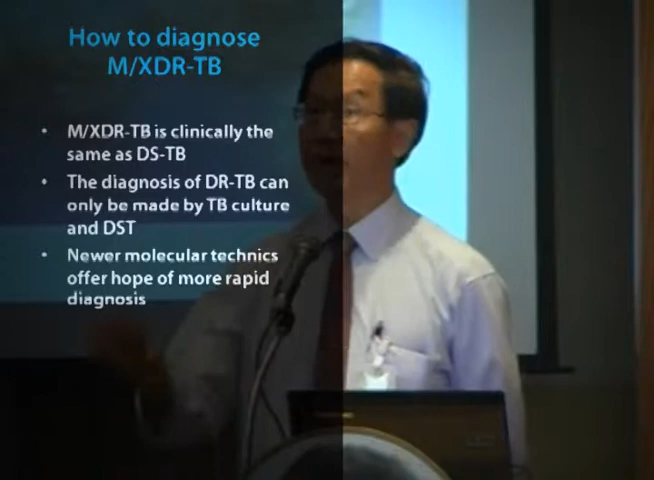 How to diagnose
M/XDR-TB
• M/XDR-TB is clinically the
same as DS-TB
• The diagnosis of DR-TB can
only be made by TB culture
and DST
• Newer molecular technics
offer hope of more rapid
diagnosis